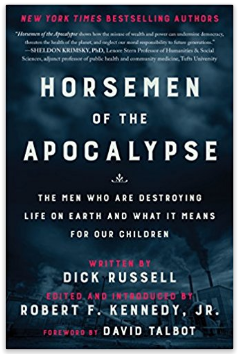 NEW YORK TIMES BESTSELLING AUTHORS
"Horsemen of the Apocalypse shows how the misuse of wealth and power can undermine democracy,
threaten the health of the planet, and neglect our moral responsibility to future generations."
—SHELDON KRIMSKY, PhD, Lenore Stern Professor of Humanities & Social
Sciences, adjunct professor of public health and community medicine, Tufts University
HORSEMEN
OF THE
APOCALYPSE
THE MEN WHO ARE DESTROYING
LIFE ON EARTH AND WHAT IT MEANS
FOR OUR CHILDREN
WRITTEN BY
DICK RUSSELL
EDITED AND INTRODUCED BY
ROBERT F. KENNEDY, JR.
FOREWORD BY DAVID TALBOT